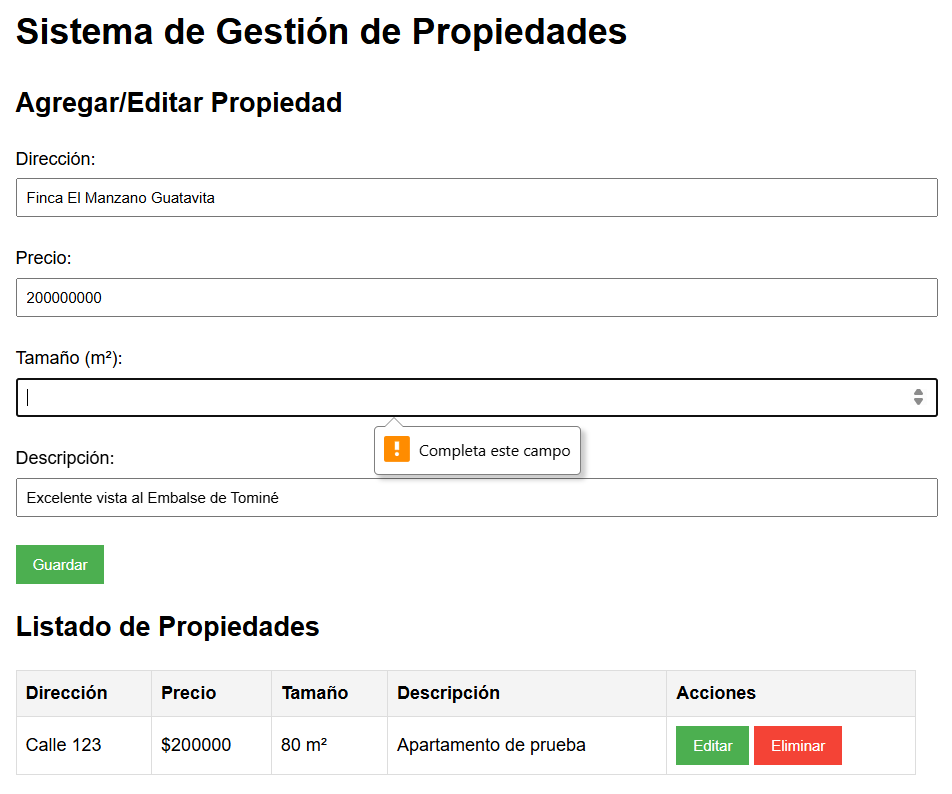 Sistema de Gestión de Propiedades
Agregar/Editar Propiedad
Dirección:
Finca El Manzano Guatavita
Precio:
200000000
Tamaño (m²):
Completa este campo
Descripción:
Excelente vista al Embalse de Tominé
Guardar
Listado de Propiedades
Dirección Precio Tamaño Descripción Acciones
Calle 123 $200000 80 m² Apartamento de prueba Editar Eliminar